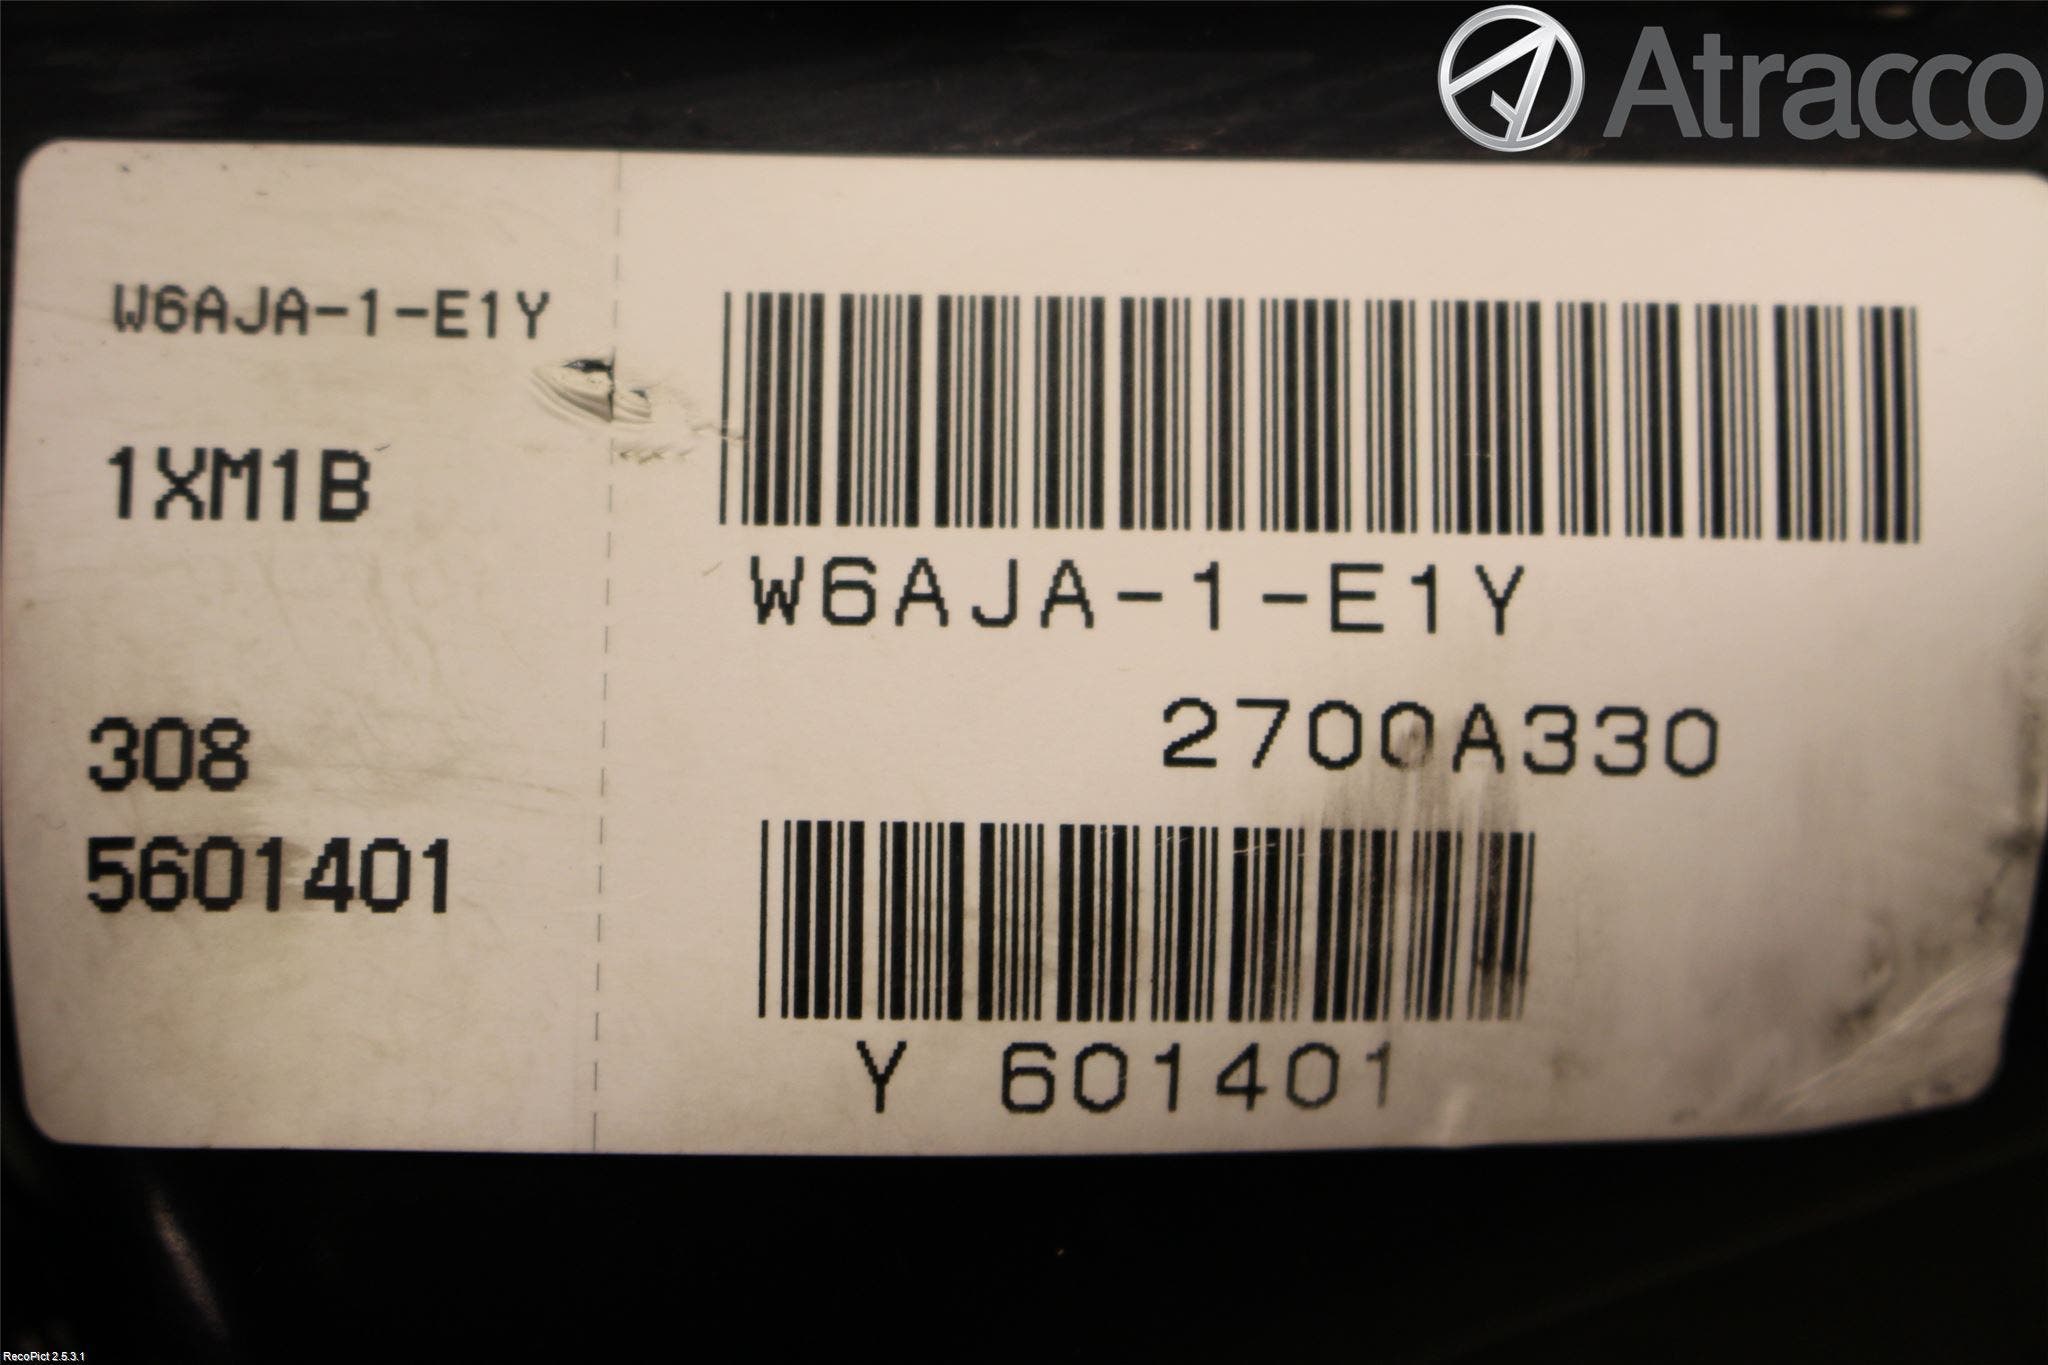 Atracco
W6AJA-1-E1Y
1XM1B
308
5601401
W6AJA-1-E1Y
2700A330
Y 601401
RecoPict 2.5.3.1